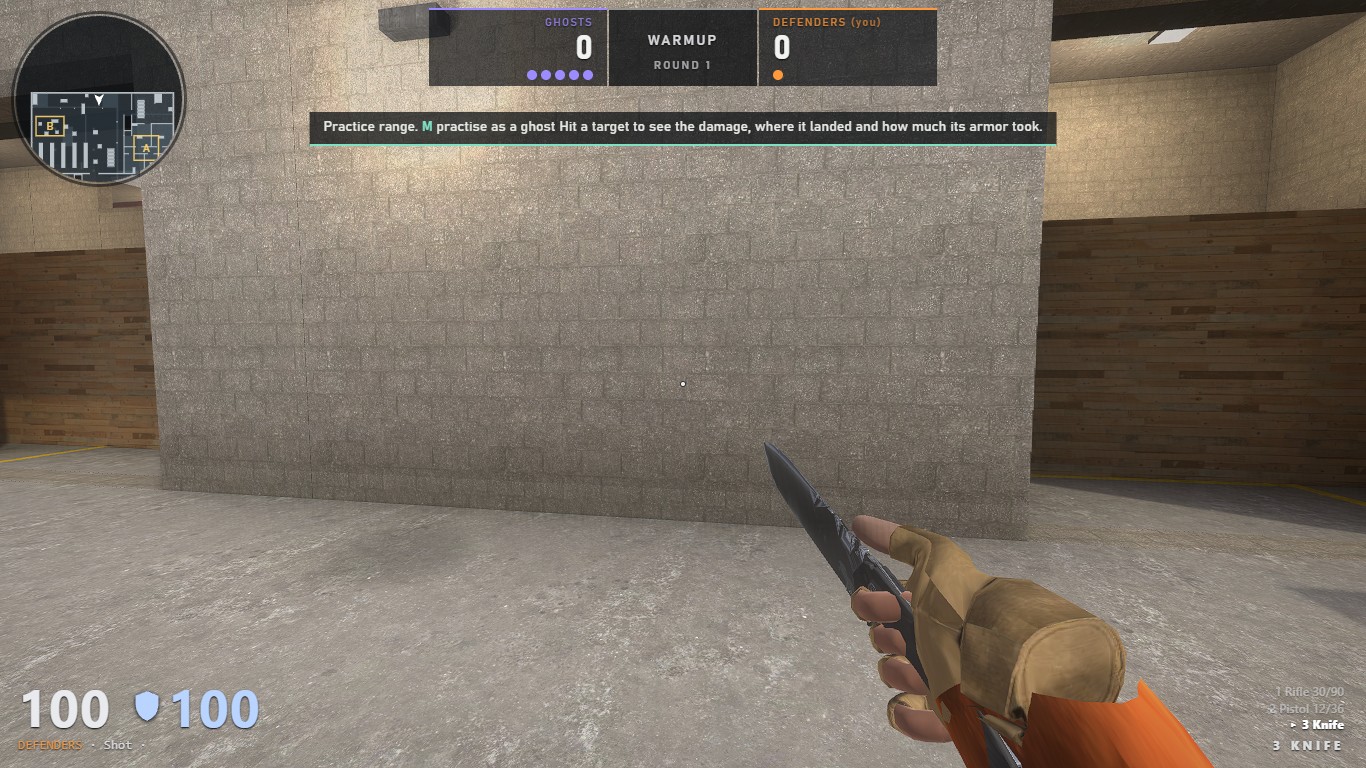 GHOSTS
0
WARMUP
ROUND 1
DEFENDERS (you)
0
Practice range. M practise as a ghost Hit a target to see the damage, where it landed and how much its armor took.
B
A
100 100
DEFENDERS · Shot ·
1 Rifle 30/90
2 Pistol 12/36
▸ 3 Knife
3 KNIFE